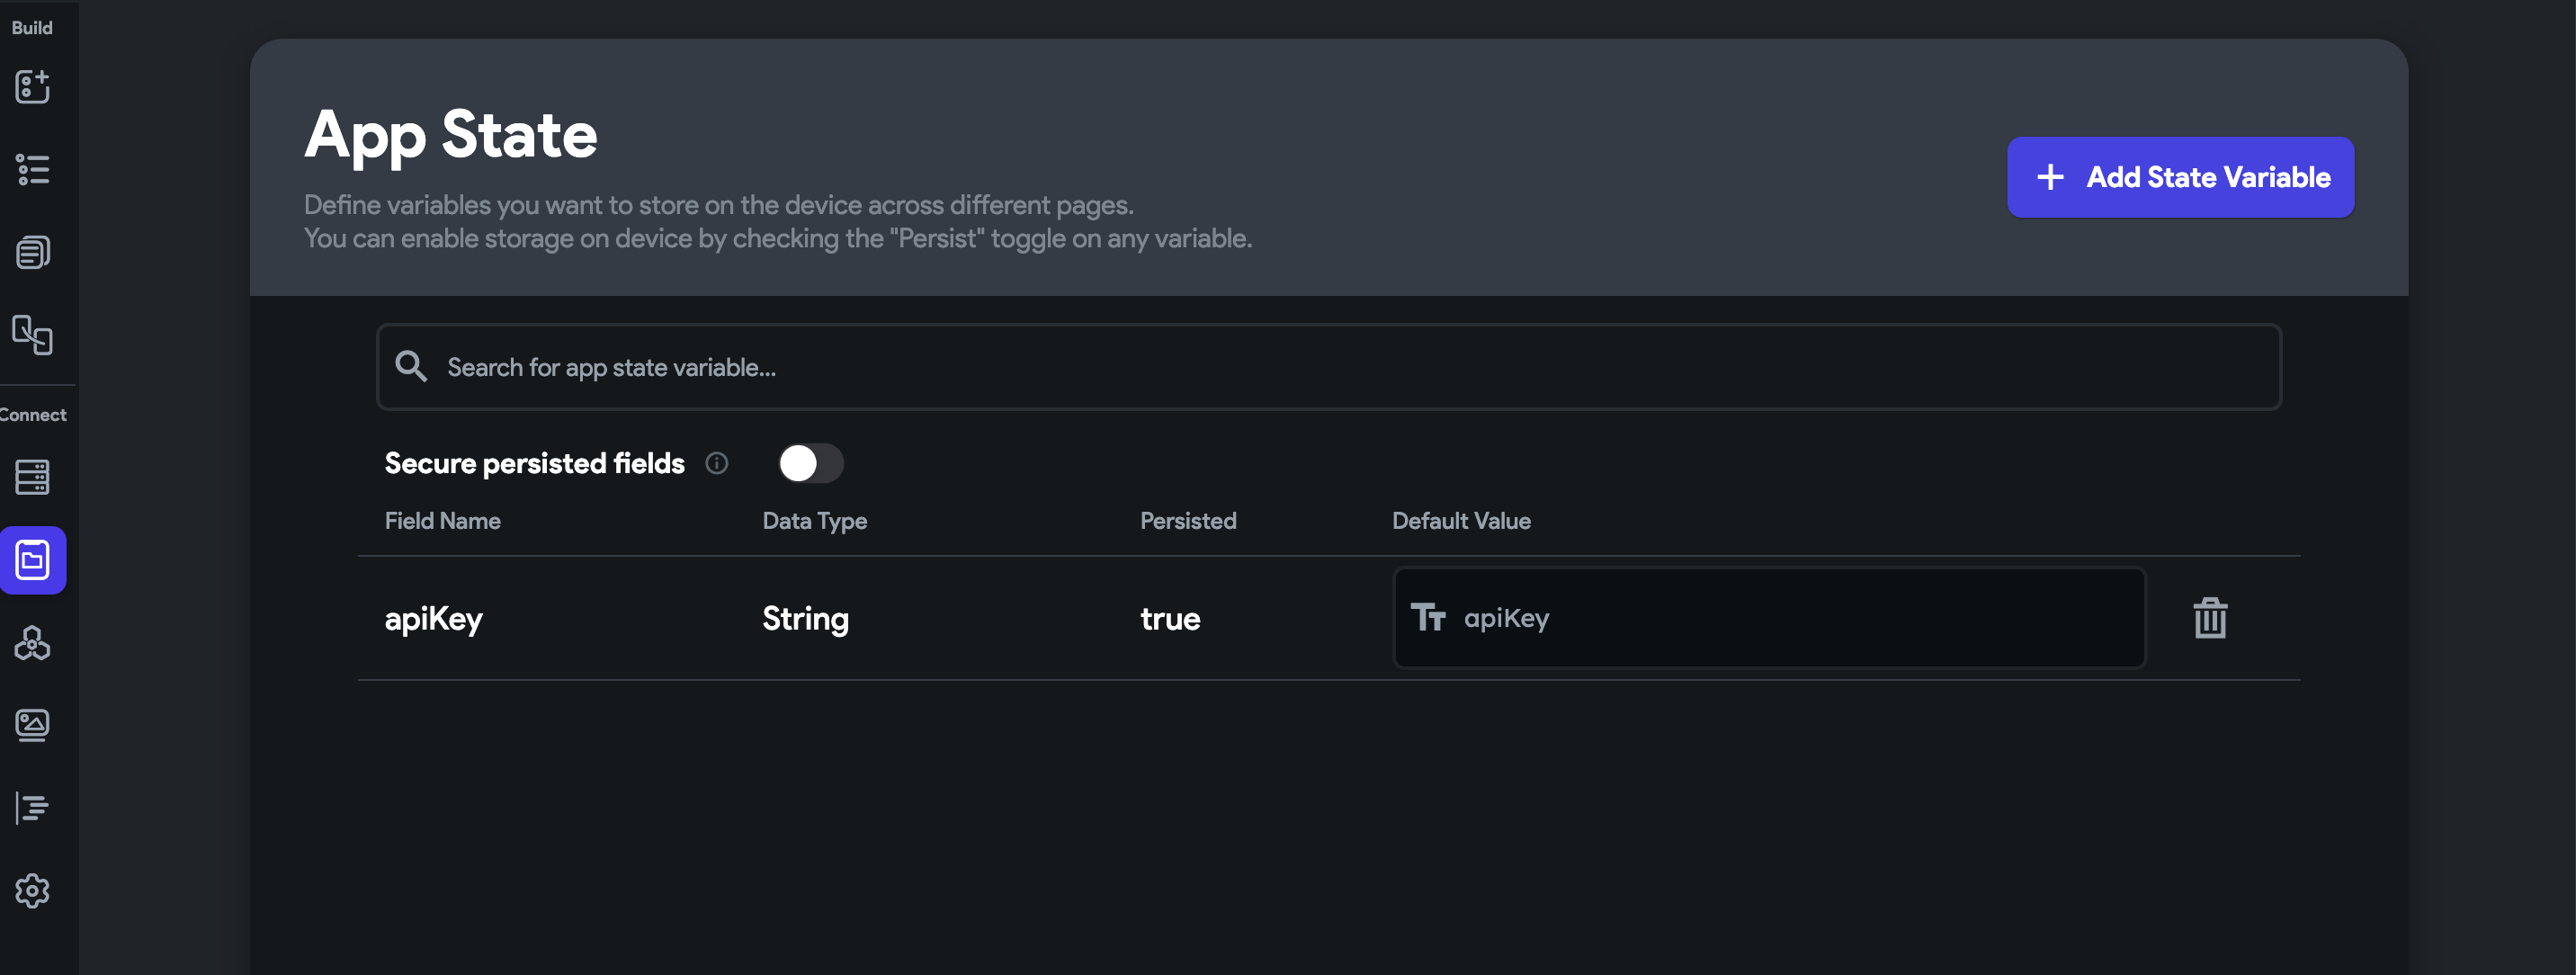 Build
App State
Define variables you want to store on the device across different pages.
You can enable storage on device by checking the "Persist" toggle on any variable.
+ Add State Variable
Search for app state variable...
Connect
Secure persisted fields
Field Name Data Type Persisted Default Value
apiKey String true apiKey